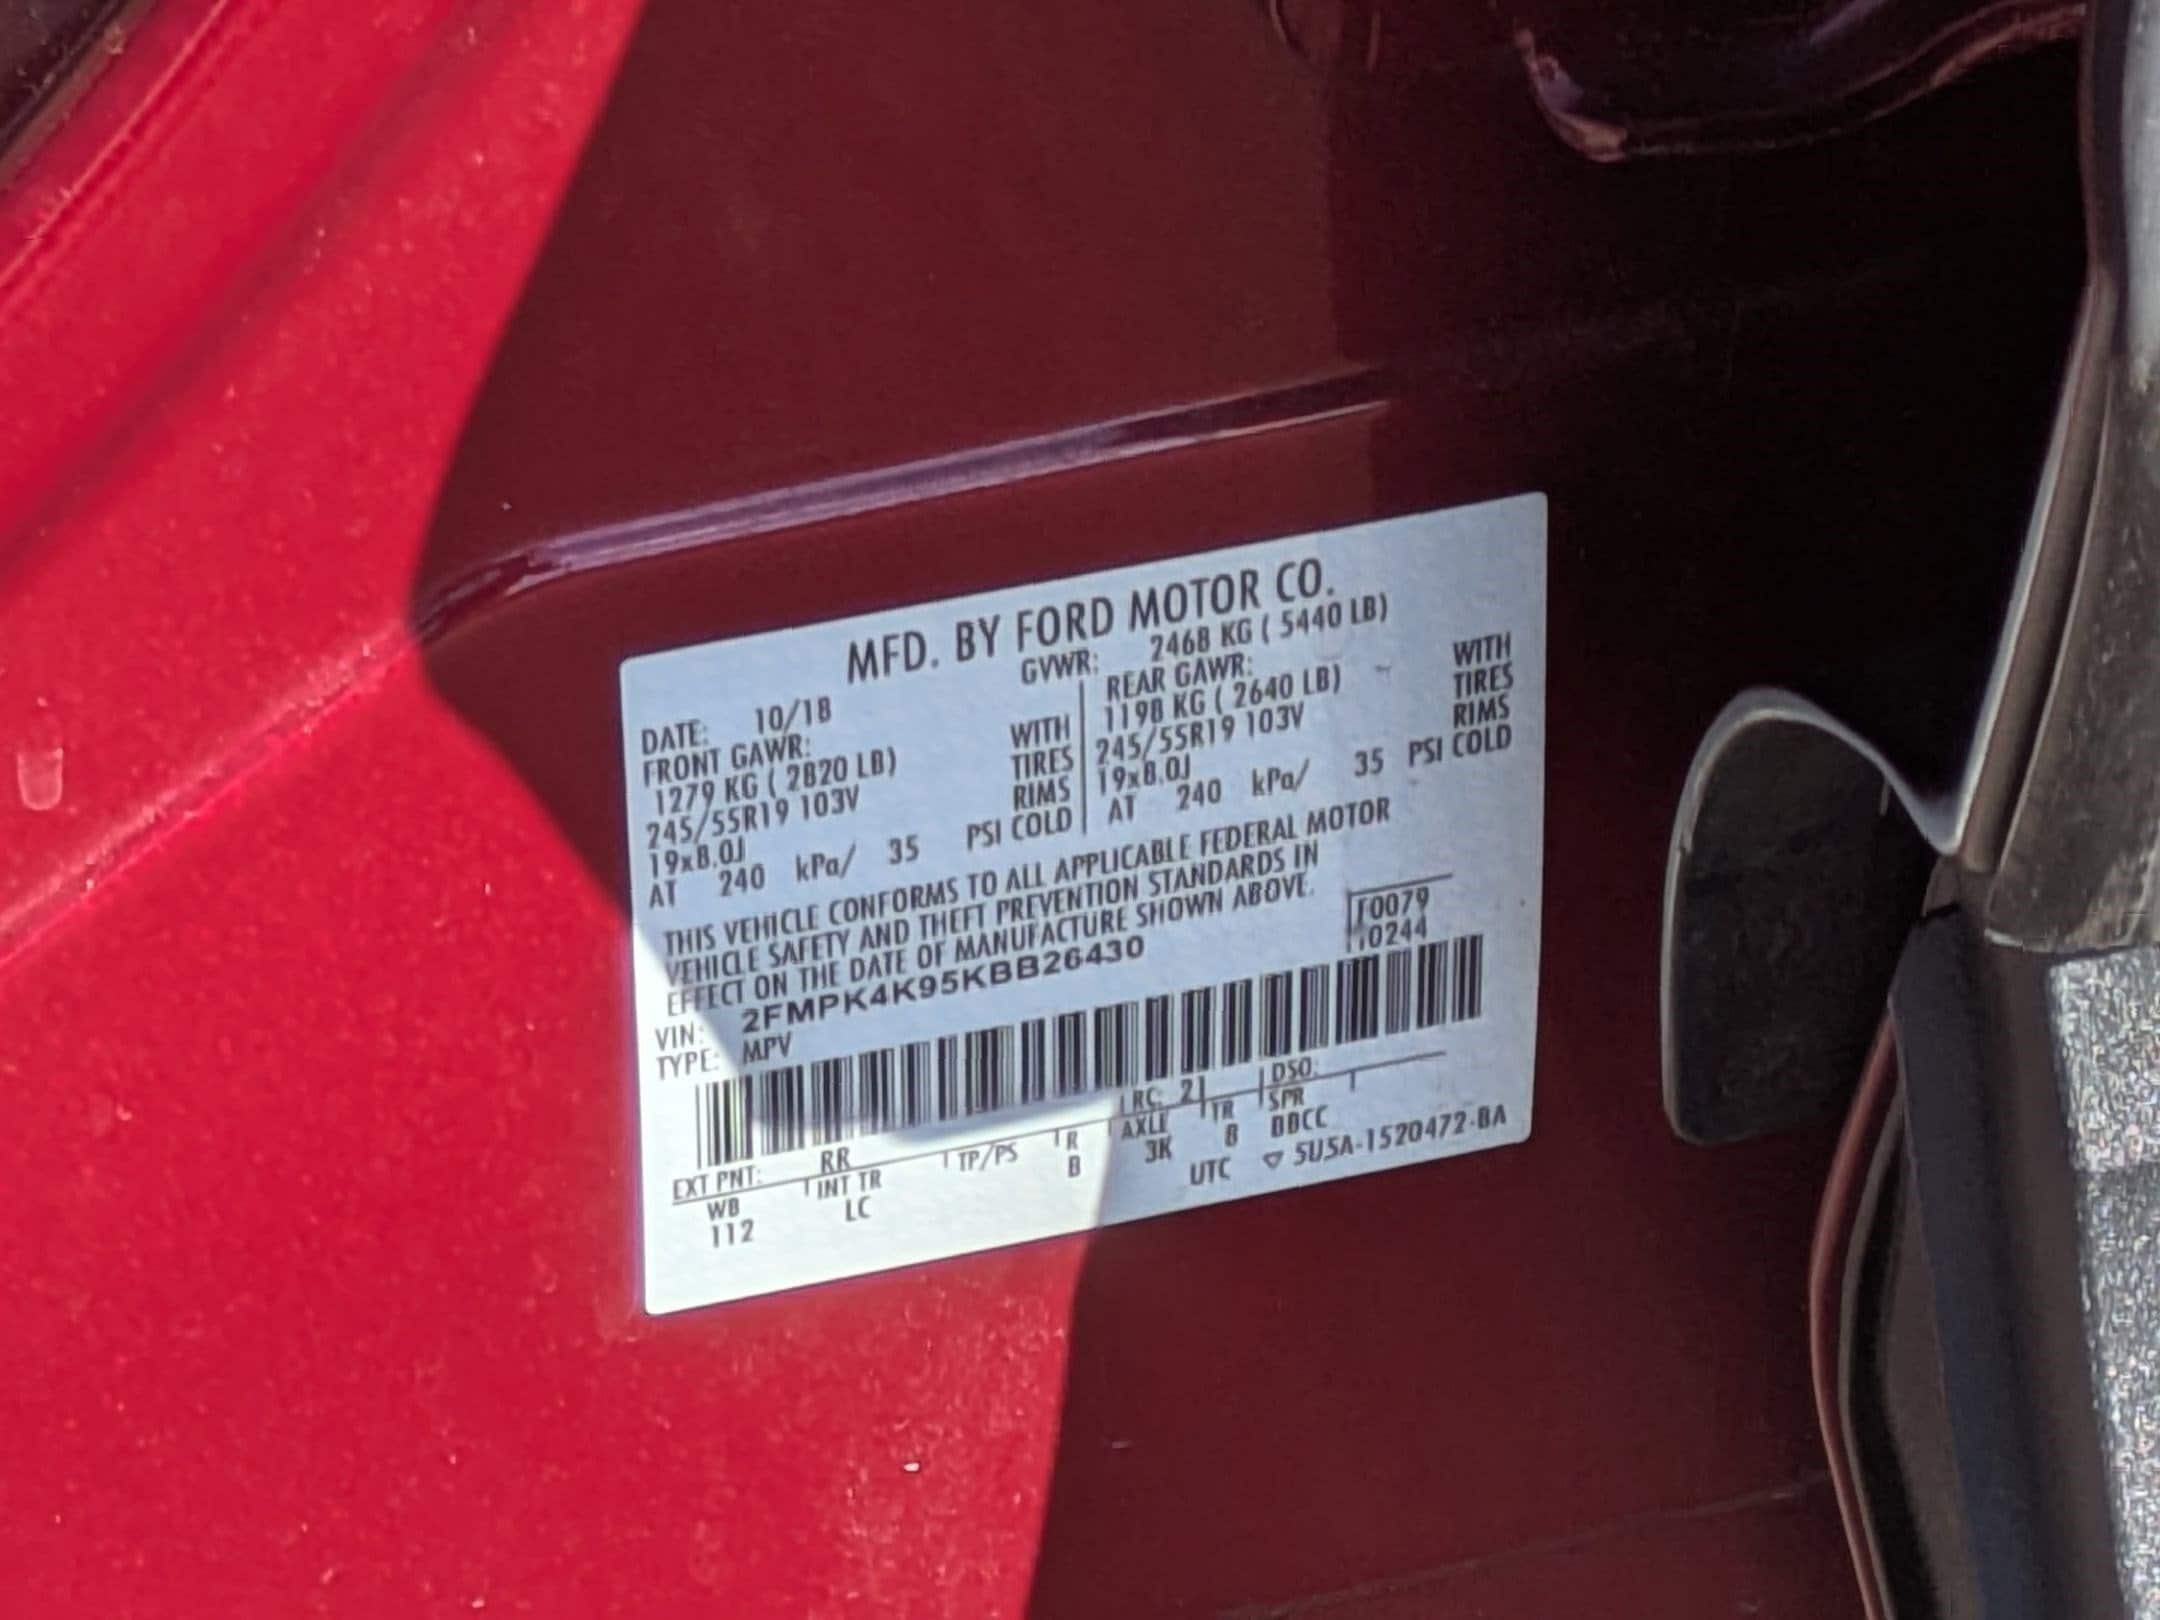 MFD. BY FORD MOTOR CO.
DATE: 10/18 GVWR: 2468 KG ( 5440 LB)
FRONT GAWR: REAR GAWR:
1279 KG ( 2820 LB) WITH 1198 KG ( 2640 LB) WITH
245/55R19 103V TIRES 245/55R19 103V TIRES
19x8.0J RIMS 19x8.0J RIMS
AT 240 kPa/ 35 PSI COLD AT 240 kPa/ 35 PSI COLD
THIS VEHICLE CONFORMS TO ALL APPLICABLE FEDERAL MOTOR
VEHICLE SAFETY AND THEFT PREVENTION STANDARDS IN
EFFECT ON THE DATE OF MANUFACTURE SHOWN ABOVE.
VIN: 2FMPK4K95KBB26430
TYPE: MPV
EXT PNT: RR RC: 21 DSO:
WB INT TR TP/PS R AXLE TR SPR
112 LC B 3K B BBCC
UTC 5U5A-1520472-BA